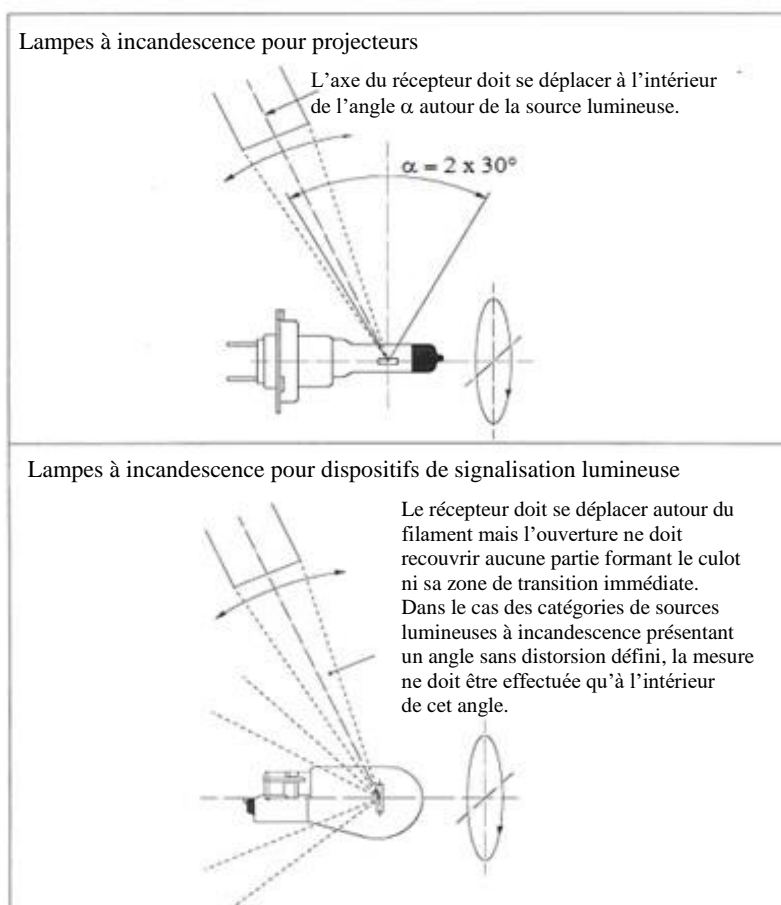 Lampes à incandescence pour projecteurs
L’axe du récepteur doit se déplacer à l’intérieur
de l’angle α autour de la source lumineuse.
α = 2 x 30°
Lampes à incandescence pour dispositifs de signalisation lumineuse
Le récepteur doit se déplacer autour du
filament mais l’ouverture ne doit
recouvrir aucune partie formant le culot
ni sa zone de transition immédiate.
Dans le cas des catégories de sources
lumineuses à incandescence présentant
un angle sans distorsion défini, la mesure
ne doit être effectuée qu’à l’intérieur
de cet angle.